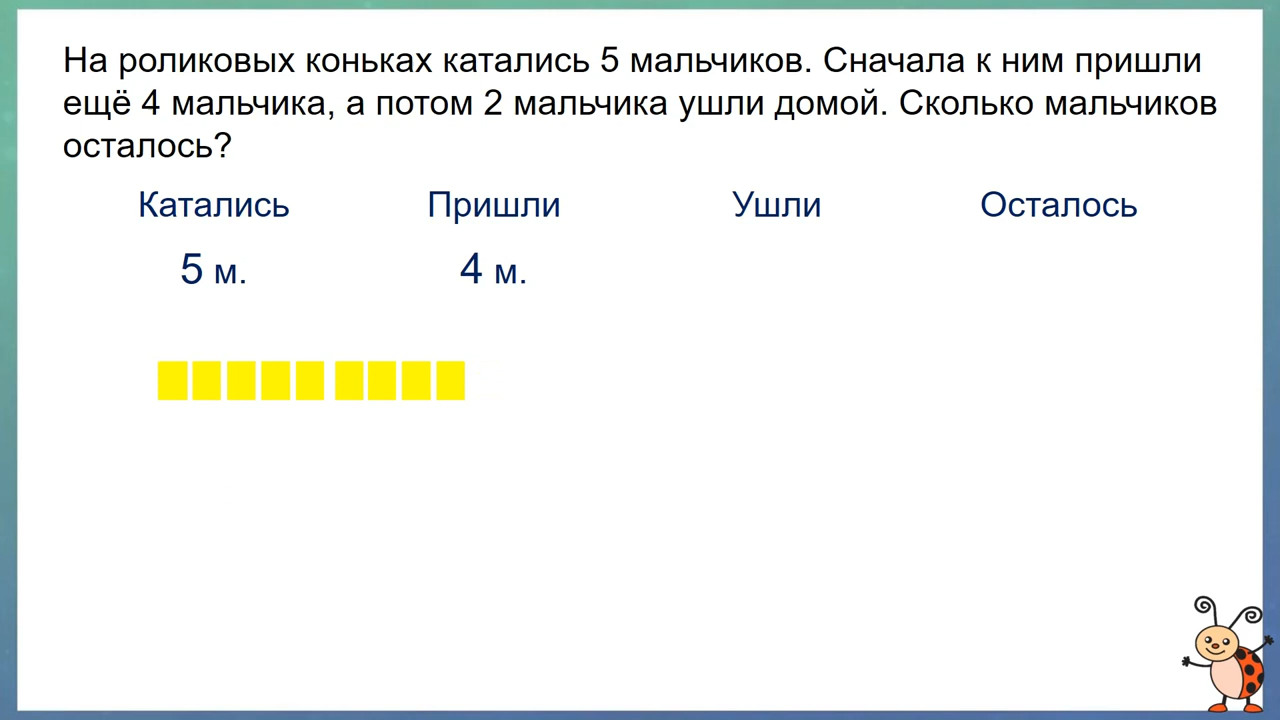 На роликовых коньках катались 5 мальчиков. Сначала к ним пришли
ещё 4 мальчика, а потом 2 мальчика ушли домой. Сколько мальчиков
осталось?
Катались Пришли Ушли Осталось
5 м. 4 м.